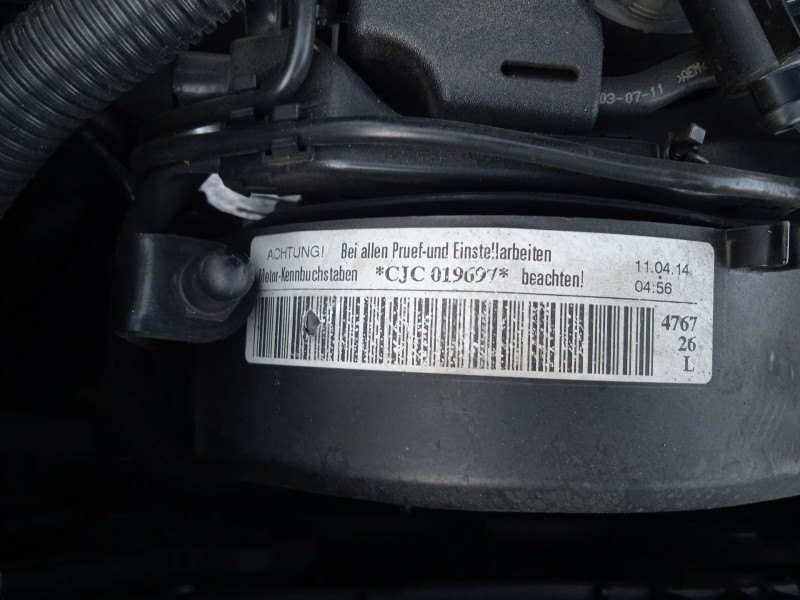 03-07-11 >AEM<
ACHTUNG! Bei allen Pruef-und Einstellarbeiten
Motor-Kennbuchstaben *CJC 019697* beachten!
11.04.14
04:56
4767
26
L